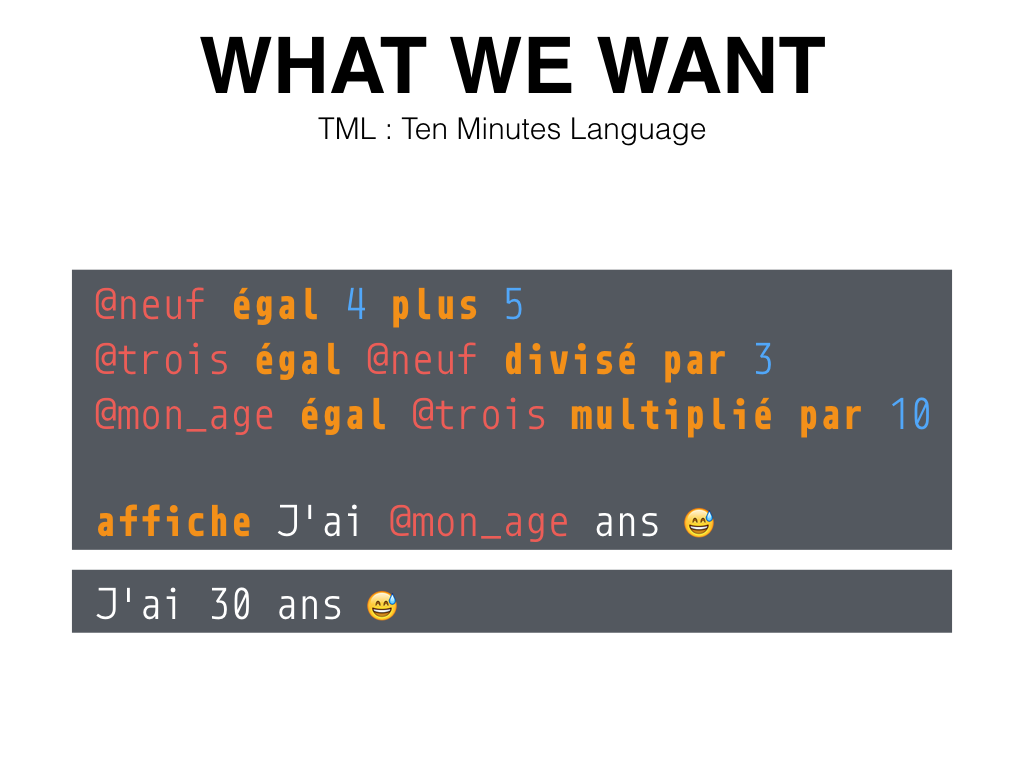 WHAT WE WANT
TML : Ten Minutes Language
@neuf égal 4 plus 5
@trois égal @neuf divisé par 3
@mon_age égal @trois multiplié par 10
affiche J'ai @mon_age ans 😅
J'ai 30 ans 😅